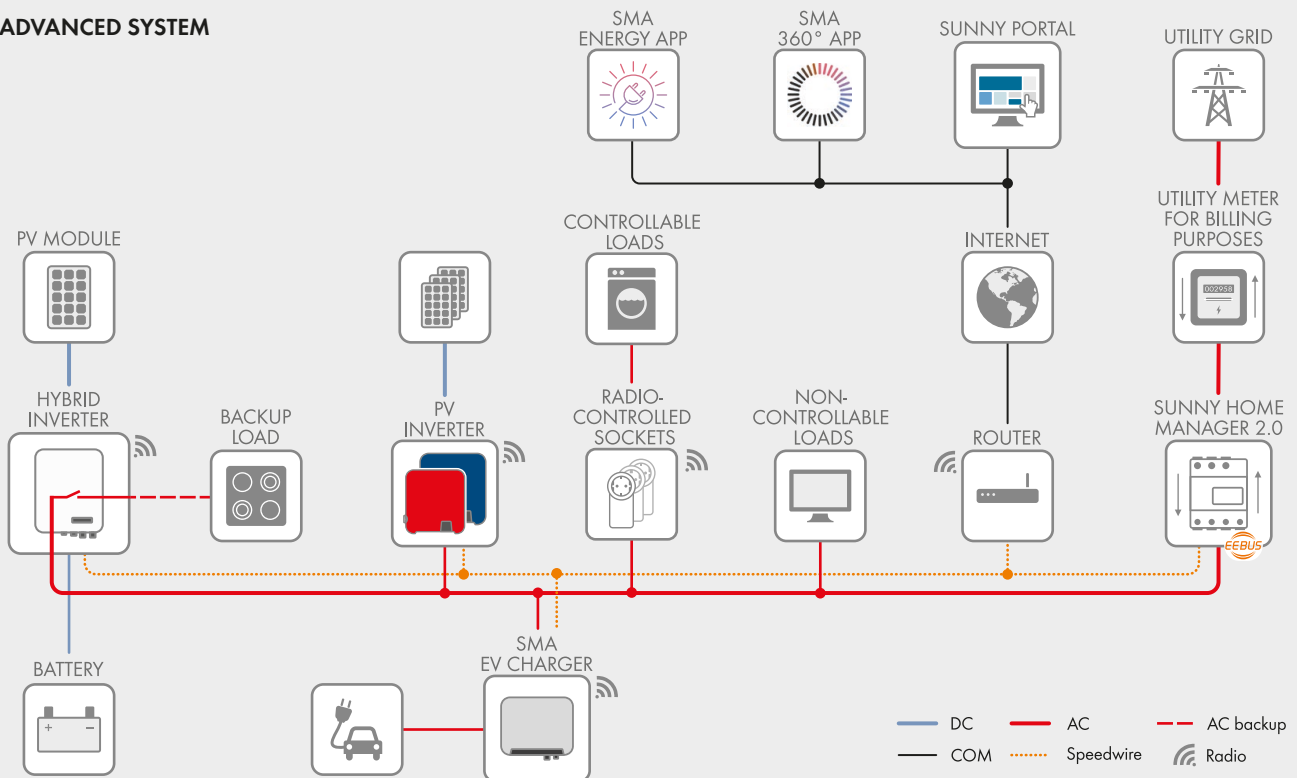 ADVANCED SYSTEM
SMA
ENERGY APP
SMA
360° APP
SUNNY PORTAL
UTILITY GRID
PV MODULE
CONTROLLABLE
LOADS
INTERNET
UTILITY METER
FOR BILLING
PURPOSES
002958
HYBRID
INVERTER
BACKUP
LOAD
PV
INVERTER
RADIO-
CONTROLLED
SOCKETS
NON-
CONTROLLABLE
LOADS
ROUTER
SUNNY HOME
MANAGER 2.0
EEBUS
BATTERY
+ −
SMA
EV CHARGER
DC
AC
AC backup
COM
Speedwire
Radio